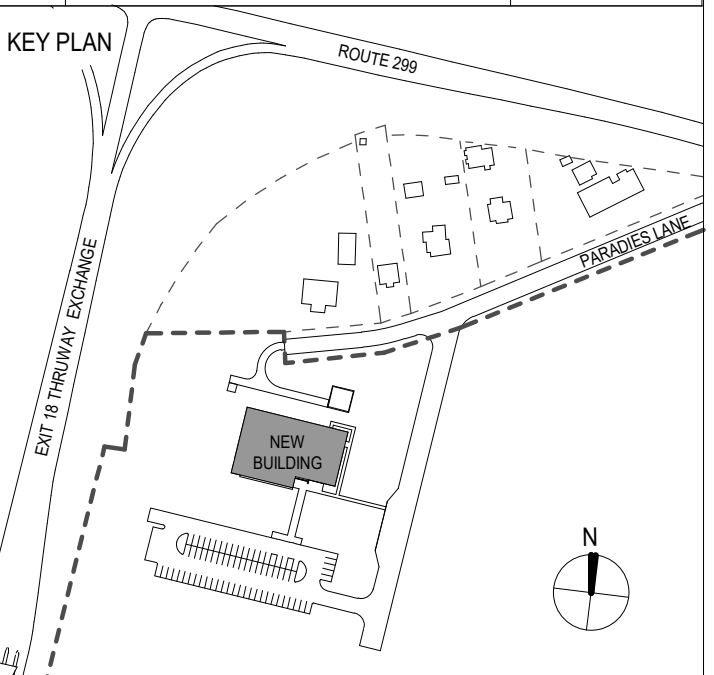 KEY PLAN
ROUTE 299
PARADIES LANE
EXIT 18 THRUWAY EXCHANGE
NEW
BUILDING
N